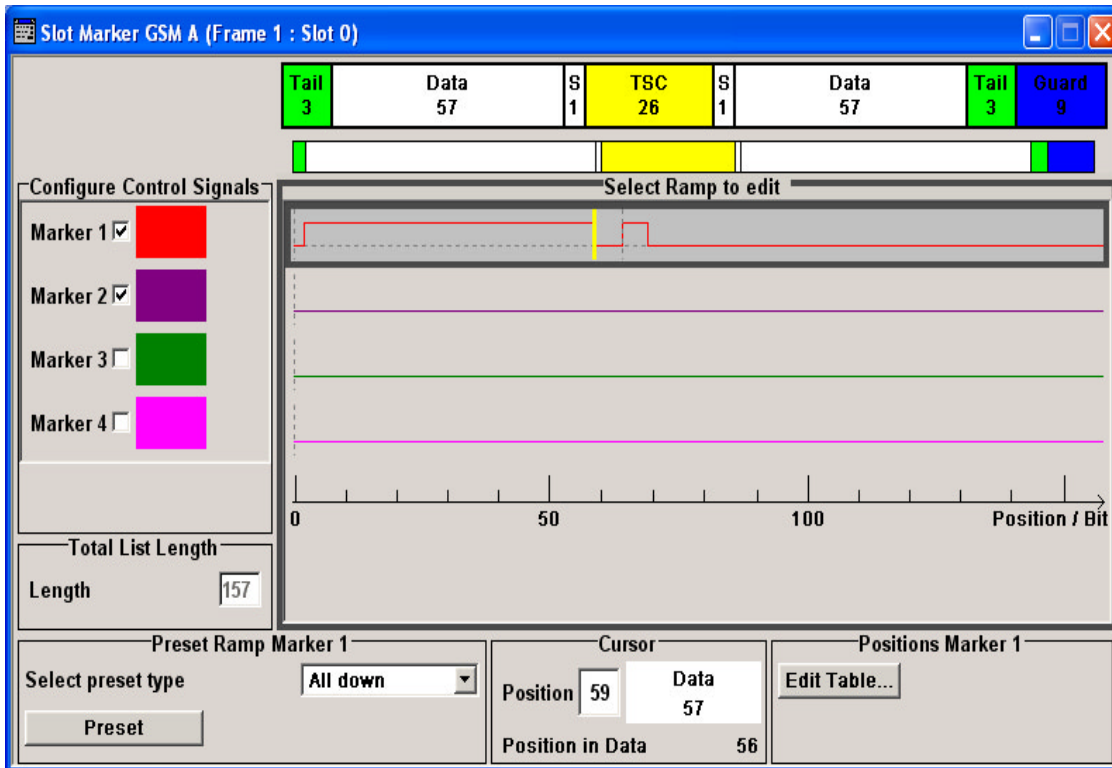 Slot Marker GSM A (Frame 1 : Slot 0)
Tail Data S TSC S Data Tail Guard
3 57 1 26 1 57 3 9
Configure Control Signals
Select Ramp to edit
Marker 1
Marker 2
Marker 3
Marker 4
0 50 100 Position / Bit
Total List Length
Length 157
Preset Ramp Marker 1
Select preset type All down
Preset
Cursor
Position 59 Data
57
Position in Data 56
Positions Marker 1
Edit Table...